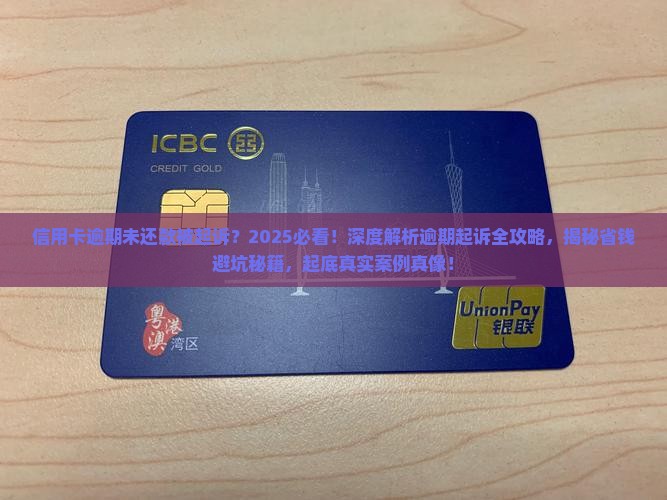 ICBC
CREDIT GOLD
信用卡逾期未还款被起诉？2025必看！深度解析逾期起诉全攻略，揭秘省钱
避坑秘籍，起底真实案例真像！
UnionPay
银联
粤港
澳湾区